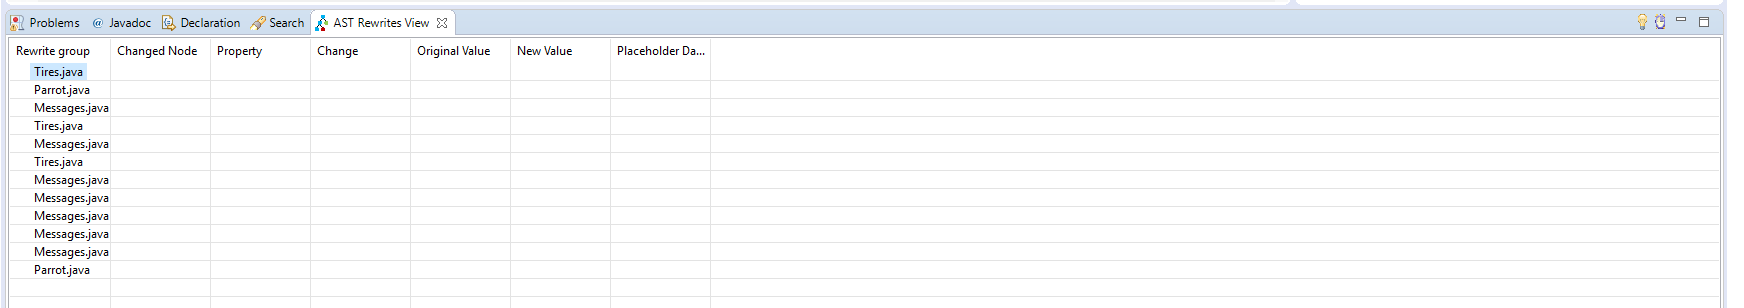 Problems @ Javadoc Declaration Search AST Rewrites View
Rewrite group Changed Node Property Change Original Value New Value Placeholder Da...
Tires.java
Parrot.java
Messages.java
Tires.java
Messages.java
Tires.java
Messages.java
Messages.java
Messages.java
Messages.java
Messages.java
Parrot.java